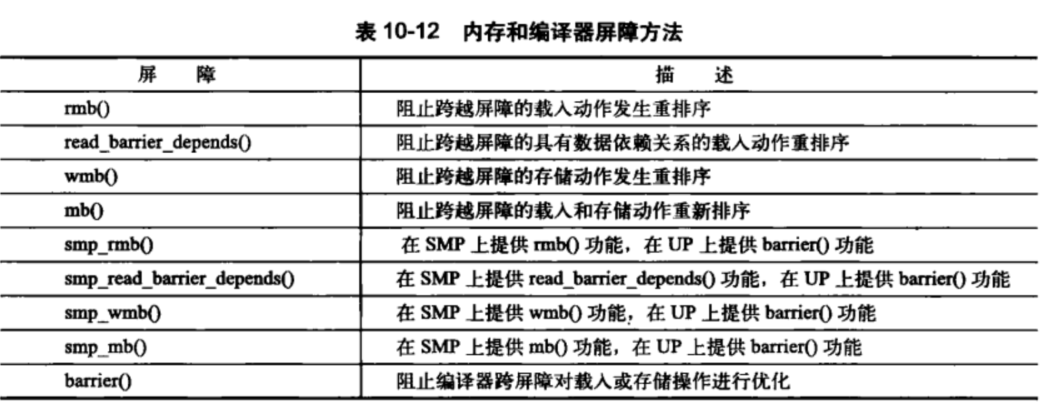 表 10-12 内存和编译器屏障方法
屏 障 描 述
rmb() 阻止跨越屏障的载入动作发生重排序
read_barrier_depends() 阻止跨越屏障的具有数据依赖关系的载入动作重排序
wmb() 阻止跨越屏障的存储动作发生重排序
mb() 阻止跨越屏障的载入和存储动作重新排序
smp_rmb() 在 SMP 上提供 rmb() 功能，在 UP 上提供 barrier() 功能
smp_read_barrier_depends() 在 SMP 上提供 read_barrier_depends() 功能，在 UP 上提供 barrier() 功能
smp_wmb() 在 SMP 上提供 wmb() 功能，在 UP 上提供 barrier() 功能
smp_mb() 在 SMP 上提供 mb() 功能，在 UP 上提供 barrier() 功能
barrier() 阻止编译器跨屏障对载入或存储操作进行优化